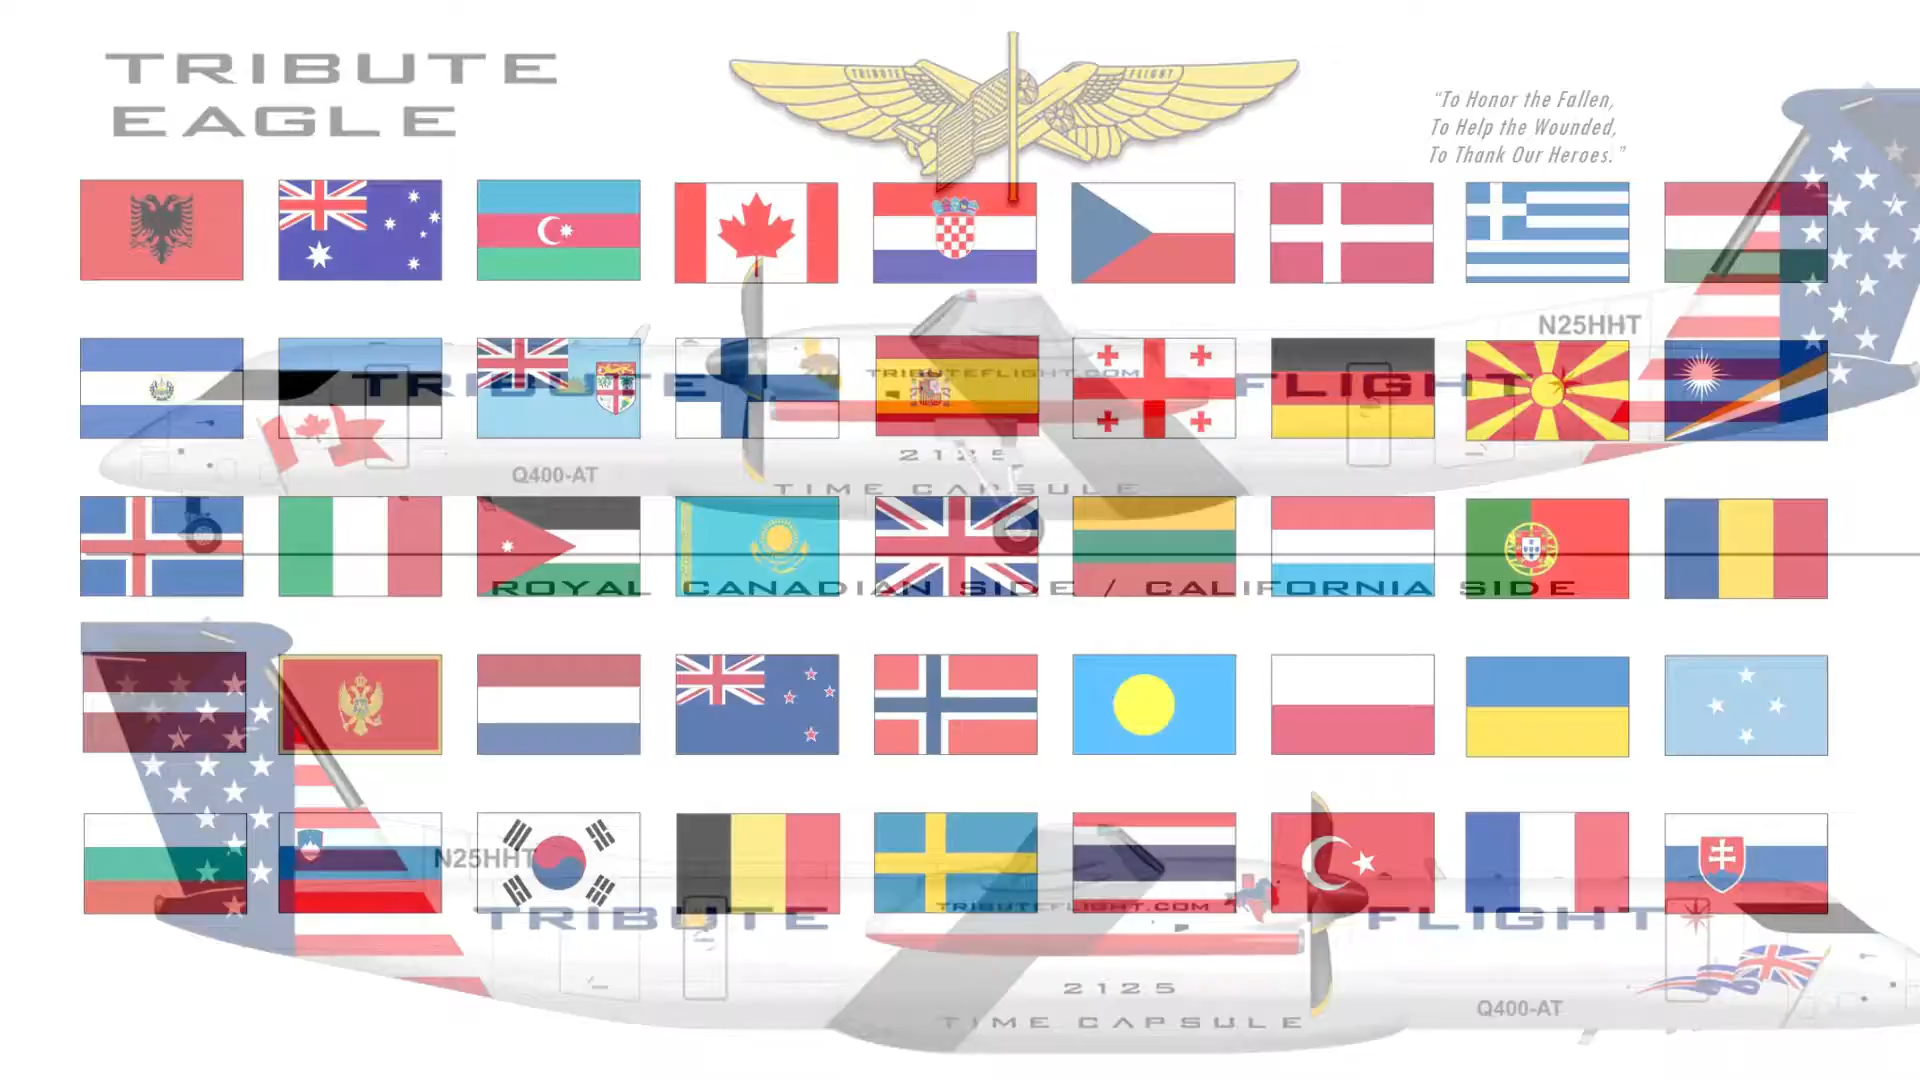 TRIBUTE
EAGLE
TRIBUTE FLIGHT
“To Honor the Fallen,
To Help the Wounded,
To Thank Our Heroes.”
N25HHT
TRIBUTEFLIGHT.COM
TRIBUTE FLIGHT
2125
Q400-AT
TIME CAPSULE
ROYAL CANADIAN SIDE / CALIFORNIA SIDE
N25HHT
TRIBUTEFLIGHT.COM
TRIBUTE FLIGHT
2125
Q400-AT
TIME CAPSULE